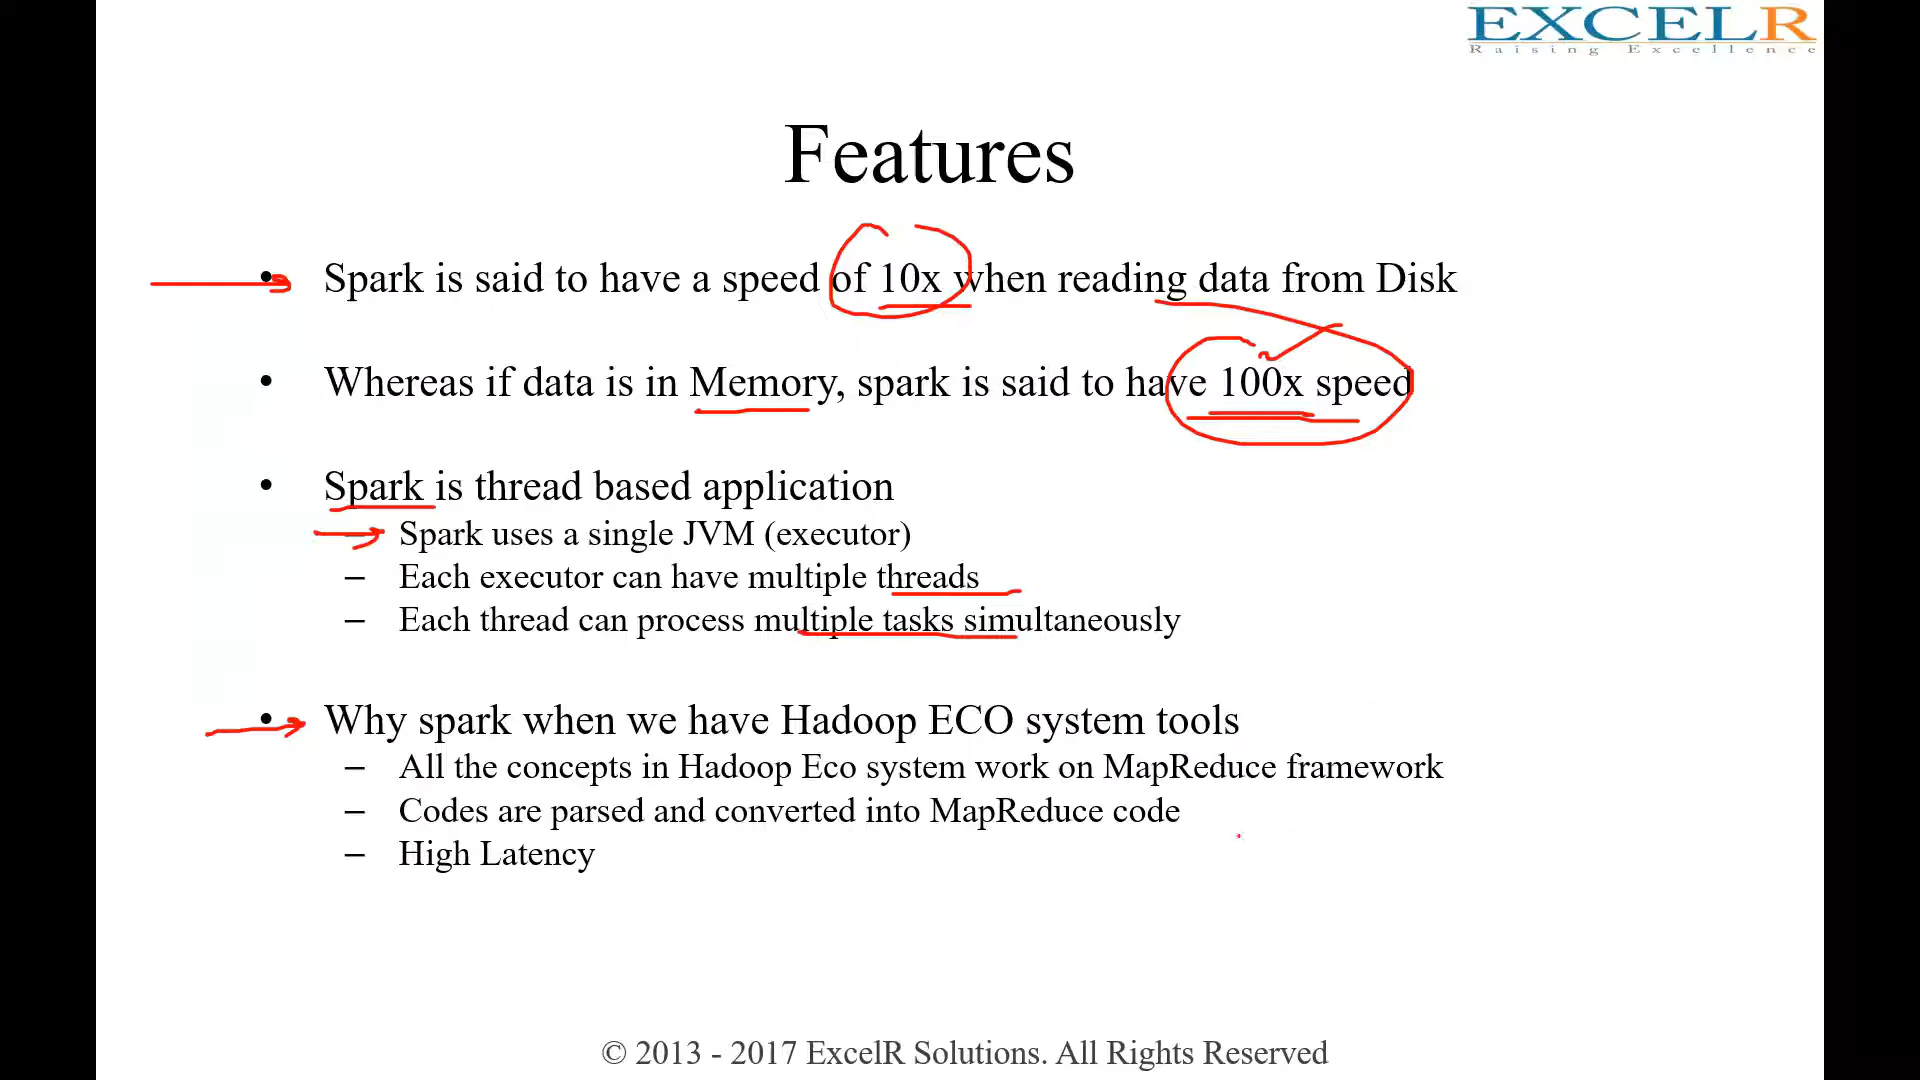 EXCELR
Raising Excellence
Features
• Spark is said to have a speed of 10x when reading data from Disk
• Whereas if data is in Memory, spark is said to have 100x speed
• Spark is thread based application
Spark uses a single JVM (executor)
– Each executor can have multiple threads
– Each thread can process multiple tasks simultaneously
• Why spark when we have Hadoop ECO system tools
– All the concepts in Hadoop Eco system work on MapReduce framework
– Codes are parsed and converted into MapReduce code
– High Latency
© 2013 - 2017 ExcelR Solutions. All Rights Reserved